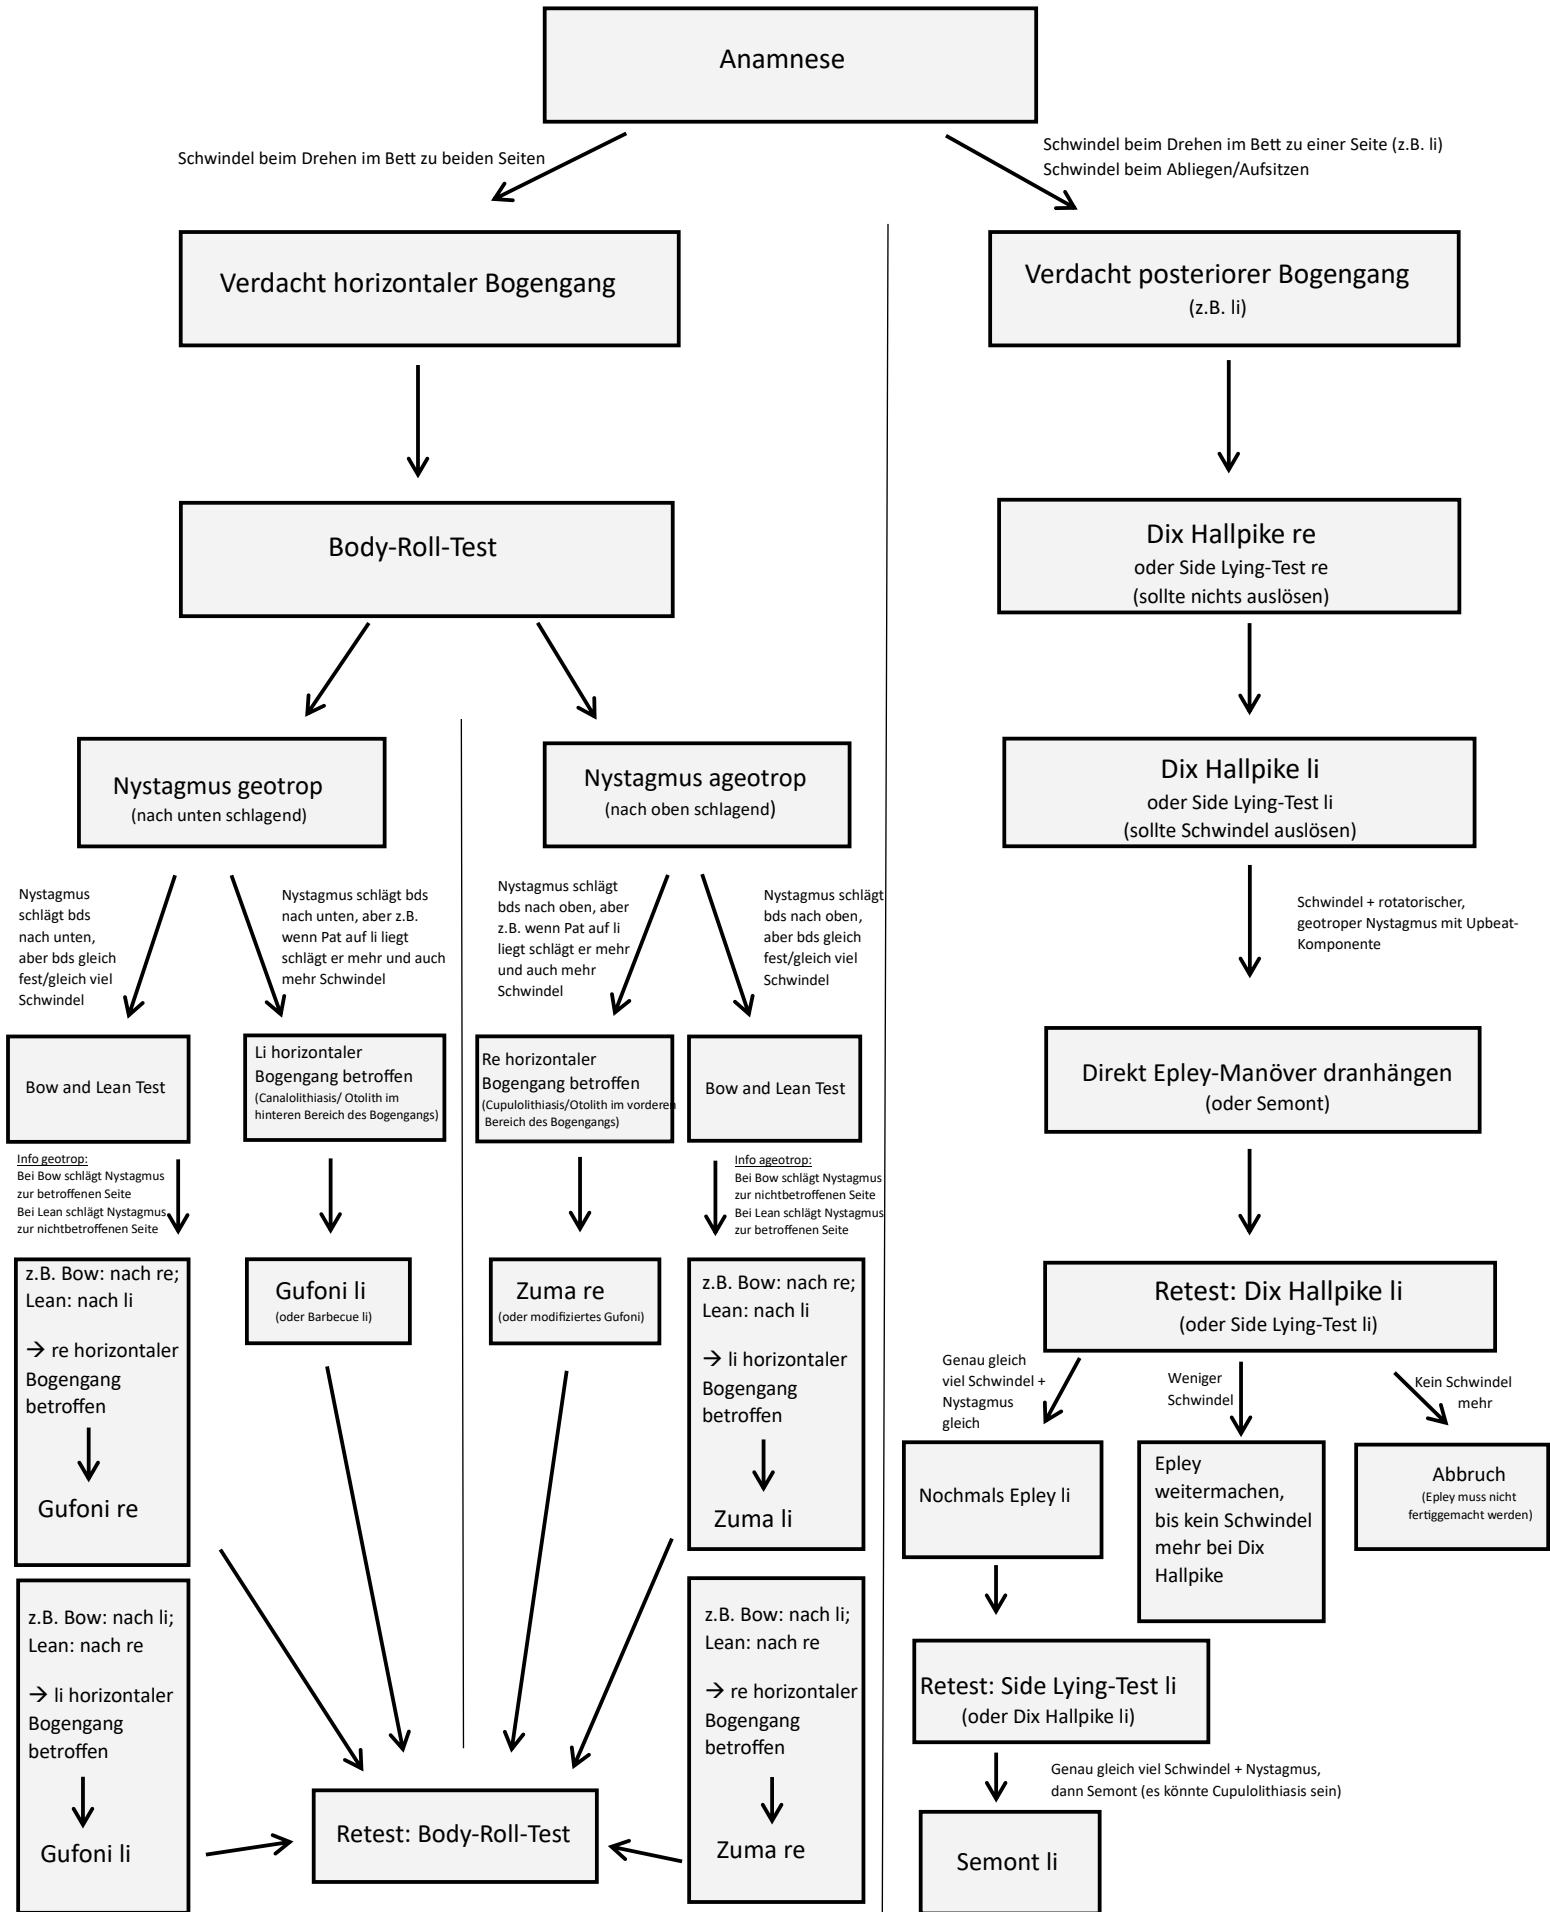 Anamnese
Schwindel beim Drehen im Bett zu beiden Seiten
Schwindel beim Drehen im Bett zu einer Seite (z.B. li)
Schwindel beim Abliegen/Aufsitzen
Verdacht horizontaler Bogengang
Verdacht posteriorer Bogengang
(z.B. li)
Body-Roll-Test
Dix Hallpike re
oder Side Lying-Test re
(sollte nichts auslösen)
Nystagmus geotrop
(nach unten schlagend)
Nystagmus ageotrop
(nach oben schlagend)
Dix Hallpike li
oder Side Lying-Test li
(sollte Schwindel auslösen)
Nystagmus
schlägt bds
nach unten,
aber bds gleich
fest/gleich viel
Schwindel
Nystagmus schlägt bds
nach unten, aber z.B.
wenn Pat auf li liegt
schlägt er mehr und auch
mehr Schwindel
Nystagmus schlägt
bds nach oben, aber
z.B. wenn Pat auf li
liegt schlägt er mehr
und auch mehr
Schwindel
Nystagmus schlägt
bds nach oben,
aber bds gleich
fest/gleich viel
Schwindel
Schwindel + rotatorischer,
geotroper Nystagmus mit Upbeat-
Komponente
Bow and Lean Test
Li horizontaler
Bogengang betroffen
(Canalolithiasis/ Otolith im
hinteren Bereich des Bogengangs)
Re horizontaler
Bogengang betroffen
(Cupulolithiasis/Otolith im vorderen
Bereich des Bogengangs)
Bow and Lean Test
Direkt Epley-Manöver dranhängen
(oder Semont)
Info geotrop:
Bei Bow schlägt Nystagmus
zur betroffenen Seite
Bei Lean schlägt Nystagmus
zur nichtbetroffenen Seite
Info ageotrop:
Bei Bow schlägt Nystagmus
zur nichtbetroffenen Seite
Bei Lean schlägt Nystagmus
zur betroffenen Seite
z.B. Bow: nach re;
Lean: nach li
→ re horizontaler
Bogengang
betroffen
Gufoni re
Gufoni li
(oder Barbecue li)
Zuma re
(oder modifiziertes Gufoni)
z.B. Bow: nach re;
Lean: nach li
→ li horizontaler
Bogengang
betroffen
Zuma li
Retest: Dix Hallpike li
(oder Side Lying-Test li)
Genau gleich
viel Schwindel +
Nystagmus
gleich
Weniger
Schwindel
Kein Schwindel
mehr
Nochmals Epley li
Epley
weitermachen,
bis kein Schwindel
mehr bei Dix
Hallpike
Abbruch
(Epley muss nicht
fertiggemacht werden)
z.B. Bow: nach li;
Lean: nach re
→ li horizontaler
Bogengang
betroffen
Gufoni li
z.B. Bow: nach li;
Lean: nach re
→ re horizontaler
Bogengang
betroffen
Zuma re
Retest: Side Lying-Test li
(oder Dix Hallpike li)
Genau gleich viel Schwindel + Nystagmus,
dann Semont (es könnte Cupulolithiasis sein)
Retest: Body-Roll-Test
Semont li